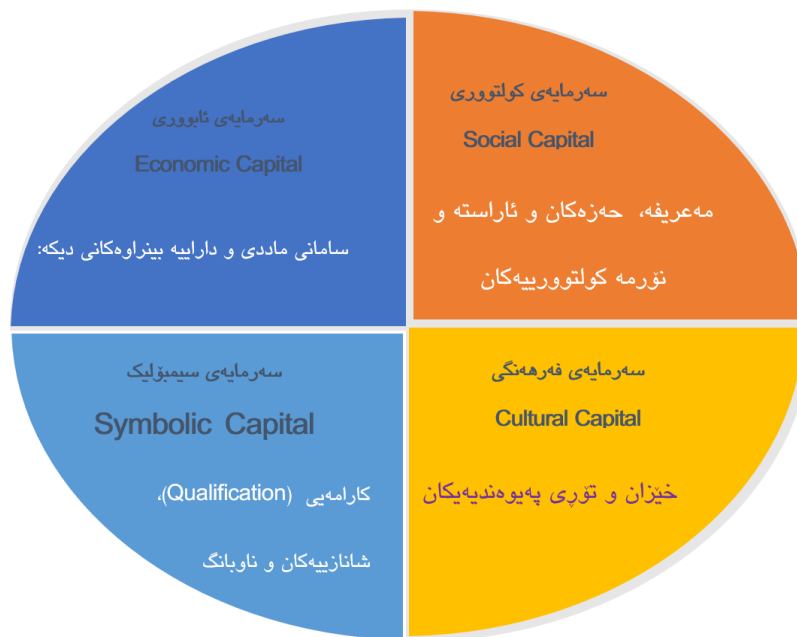 سەرمایەی کولتووری
Social Capital
مەعریفە، حەزەکان و ئاراستە و
نۆرمە کولتوورییەکان
سەرمایەی ئابووری
Economic Capital
سامانی ماددی و داراییە بینراوەکانی دیکە:
سەرمایەی فەرهەنگی
Cultural Capital
خێزان و تۆڕی پەیوەندیەیکان
سەرمایەی سیمبۆلیک
Symbolic Capital
کارامەیی (Qualification)،
شانازییەکان و ناوبانگ